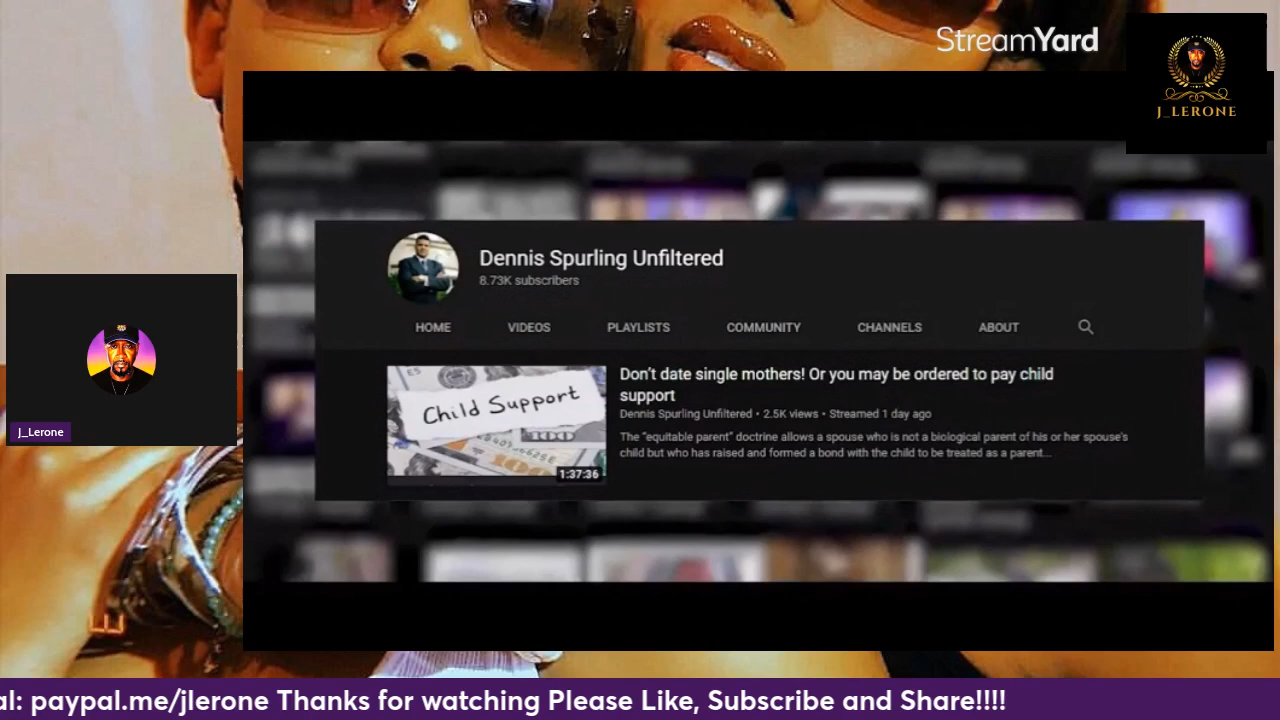 StreamYard
J_LERONE
Dennis Spurling Unfiltered
8.73K subscribers
HOME VIDEOS PLAYLISTS COMMUNITY CHANNELS ABOUT
Child Support
100
1:37:36
Don't date single mothers! Or you may be ordered to pay child
support
Dennis Spurling Unfiltered • 2.5K views • Streamed 1 day ago
The "equitable parent" doctrine allows a spouse who is not a biological parent of his or her spouse's
child but who has raised and formed a bond with the child to be treated as a parent...
J_Lerone
al: paypal.me/jlerone Thanks for watching Please Like, Subscribe and Share!!!!